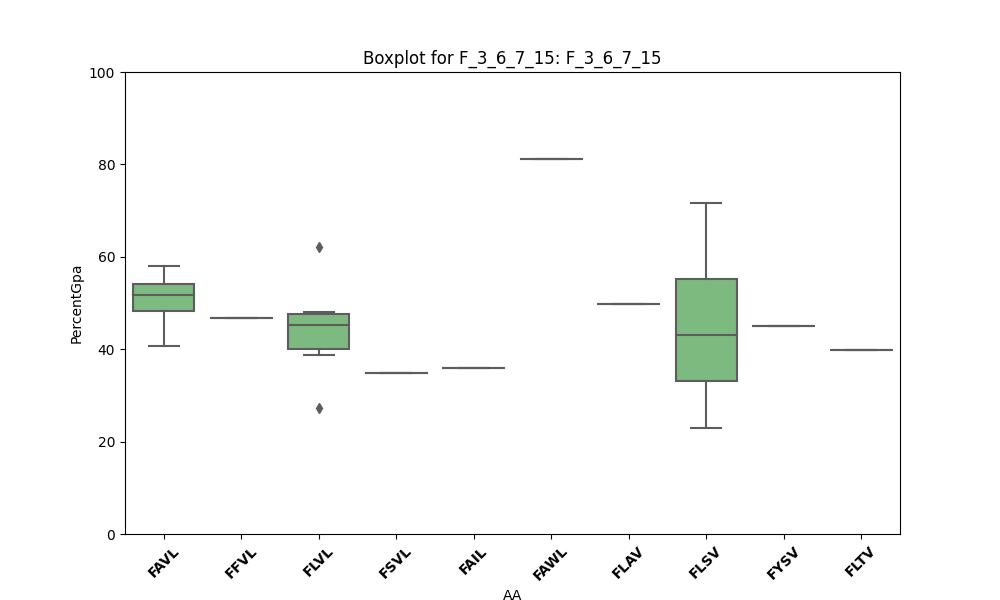 Boxplot for F_3_6_7_15: F_3_6_7_15
100
80
60
40
20
0
PercentGpa
FAVL FFVL FLVL FSVL FAIL FAWL FLAV FLSV FYSV FLTV
AA